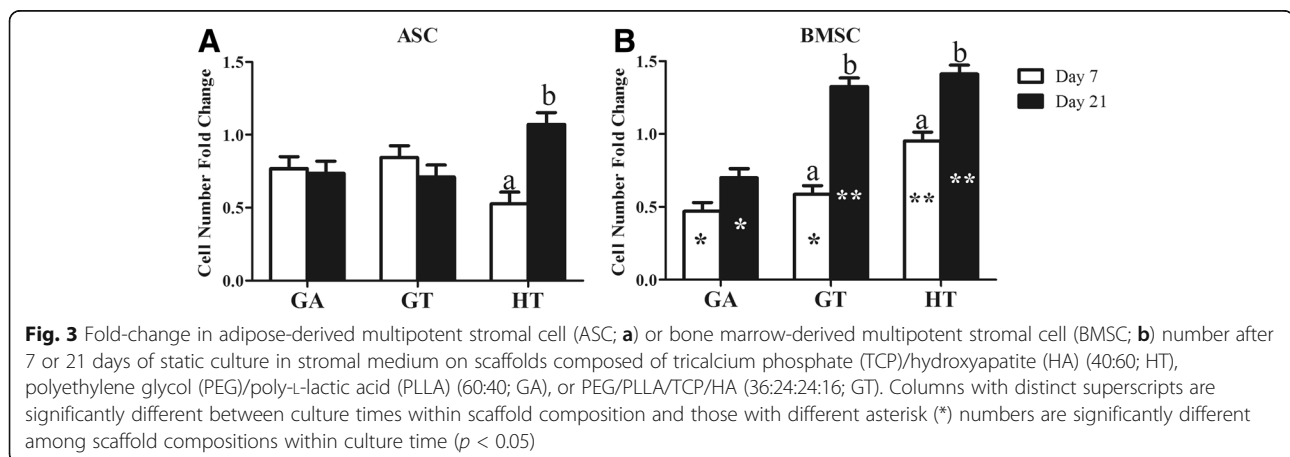 A
ASC
B
BMSC
Cell Number Fold Change
1.5
1.0
0.5
0.0
a
b
GA
GT
HT
Cell Number Fold Change
1.5
1.0
0.5
0.0
*
*
a
*
b
**
a
**
b
**
GA
GT
HT
Day 7
Day 21
Fig. 3 Fold-change in adipose-derived multipotent stromal cell (ASC; a) or bone marrow-derived multipotent stromal cell (BMSC; b) number after
7 or 21 days of static culture in stromal medium on scaffolds composed of tricalcium phosphate (TCP)/hydroxyapatite (HA) (40:60; HT),
polyethylene glycol (PEG)/poly-L-lactic acid (PLLA) (60:40; GA), or PEG/PLLA/TCP/HA (36:24:24:16; GT). Columns with distinct superscripts are
significantly different between culture times within scaffold composition and those with different asterisk (*) numbers are significantly different
among scaffold compositions within culture time (p < 0.05)